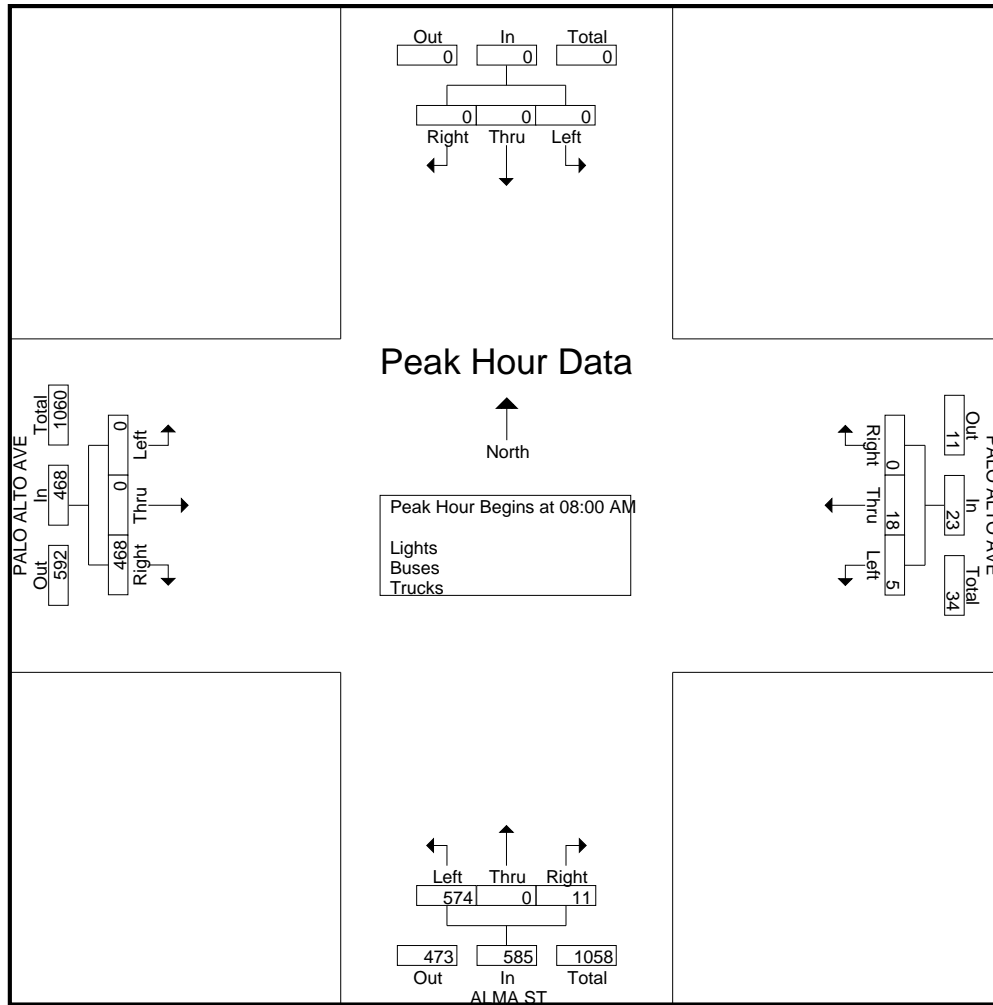 Out In Total
0 0 0
0 0 0
Right Thru Left
Peak Hour Data
North
Peak Hour Begins at 08:00 AM
Lights
Buses
Trucks
PALO ALTO AVE
Out In Total
592 468 1060
Right Thru Left
468 0 0
PALO ALTO AVE
Out In Total
11 23 34
Right Thru Left
0 18 5
Left Thru Right
574 0 11
473 585 1058
Out In Total
ALMA ST